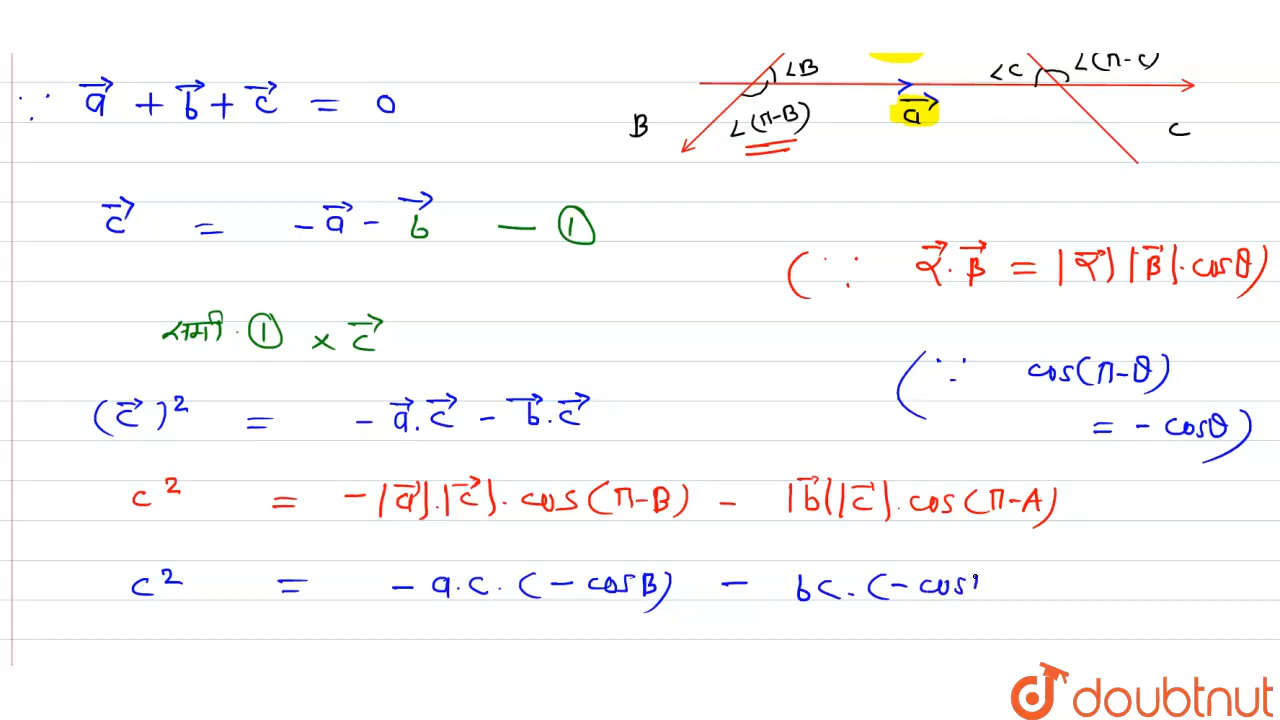 ∠B ∠C ∠(π-C)
∵ a⃗ + b⃗ + c⃗ = 0
B ∠(π-B) a⃗ C
c⃗ = -a⃗ - b⃗ — ①
(∵ α⃗.β⃗ = |α⃗||β⃗|.cosθ)
समी. ① × c⃗
(∵ cos(π-θ)
= - cosθ)
(c⃗)² = -a⃗.c⃗ - b⃗.c⃗
c² = -|a⃗|.|c⃗|.cos(π-B) - |b⃗||c⃗|.cos(π-A)
c² = -a.c.(-cosB) - bc.(-cos
doubtnut